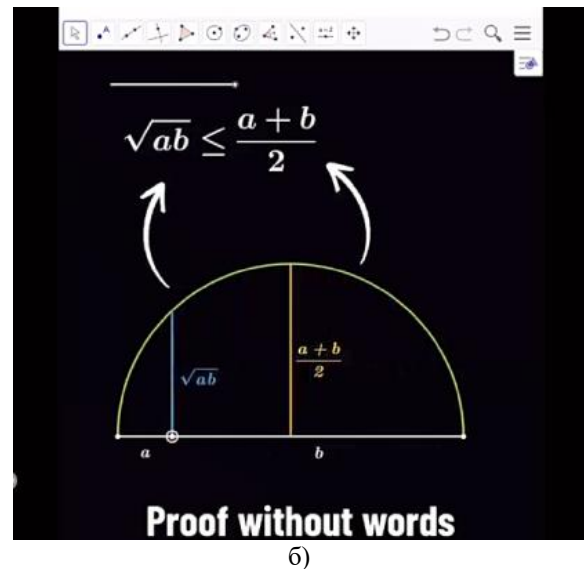 √ab ≤ a + b / 2
√ab
a + b / 2
a
b
Proof without words
б)